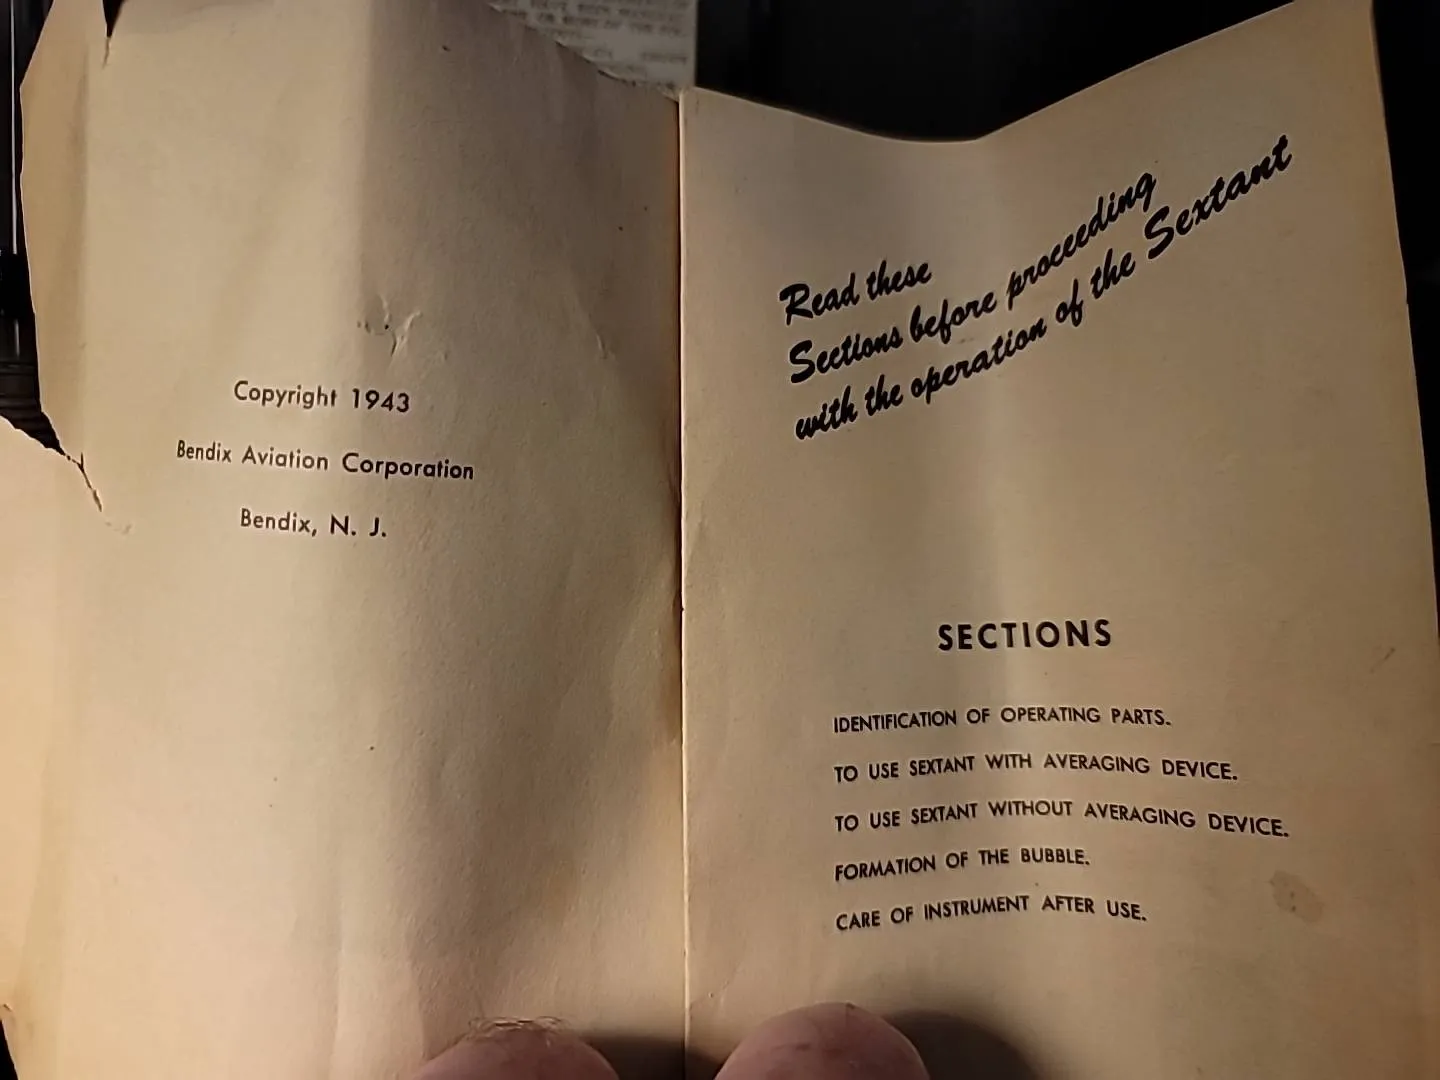 Copyright 1943
Bendix Aviation Corporation
Bendix, N. J.
Read these
Sections before proceeding
with the operation of the Sextant
SECTIONS
IDENTIFICATION OF OPERATING PARTS.
TO USE SEXTANT WITH AVERAGING DEVICE.
TO USE SEXTANT WITHOUT AVERAGING DEVICE.
FORMATION OF THE BUBBLE.
CARE OF INSTRUMENT AFTER USE.